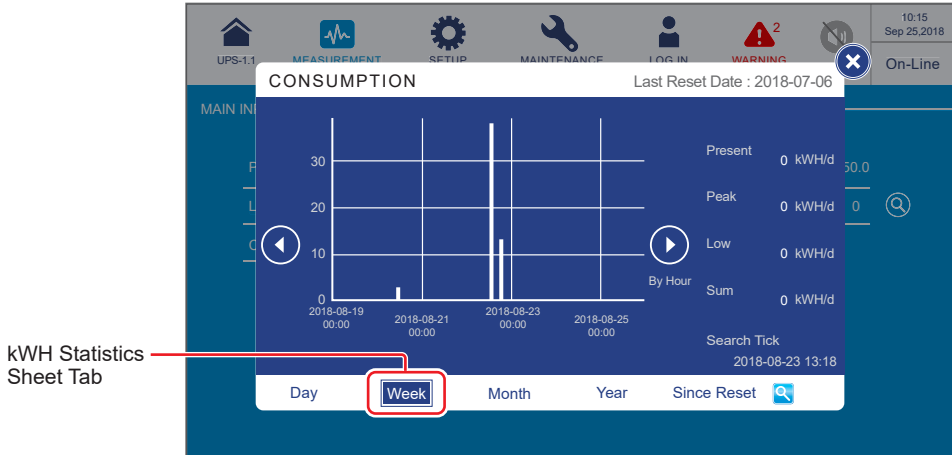 10:15
2
Sep 25,2018
UPS-1.1
MEASUREMENT
SETUP
MAINTENANCE
LOG IN
WARNING
On-Line
CONSUMPTION
Last Reset Date : 2018-07-06
MAIN IN
P
50.0
L
0
C
30
20
10
0
2018-08-19
00:00
2018-08-21
00:00
2018-08-23
00:00
2018-08-25
00:00
By Hour
Present
0 kWH/d
Peak
0 kWH/d
Low
0 kWH/d
Sum
0 kWH/d
Search Tick
2018-08-23 13:18
kWH Statistics
Sheet Tab
Day Week Month Year Since Reset